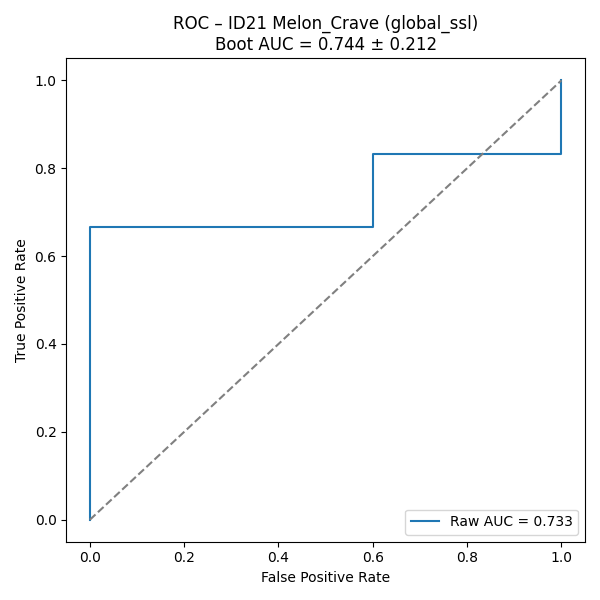 ROC – ID21 Melon_Crave (global_ssl)
Boot AUC = 0.744 ± 0.212
1.0
0.8
0.6
0.4
0.2
0.0
True Positive Rate
Raw AUC = 0.733
0.0 0.2 0.4 0.6 0.8 1.0
False Positive Rate